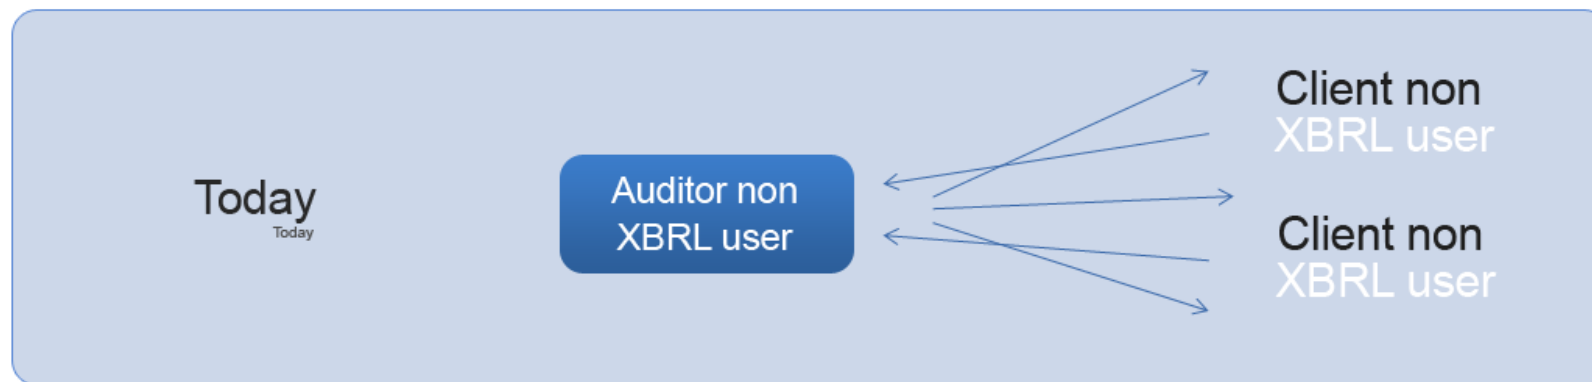 Today
Today
Auditor non
XBRL user
Client non
XBRL user
Client non
XBRL user